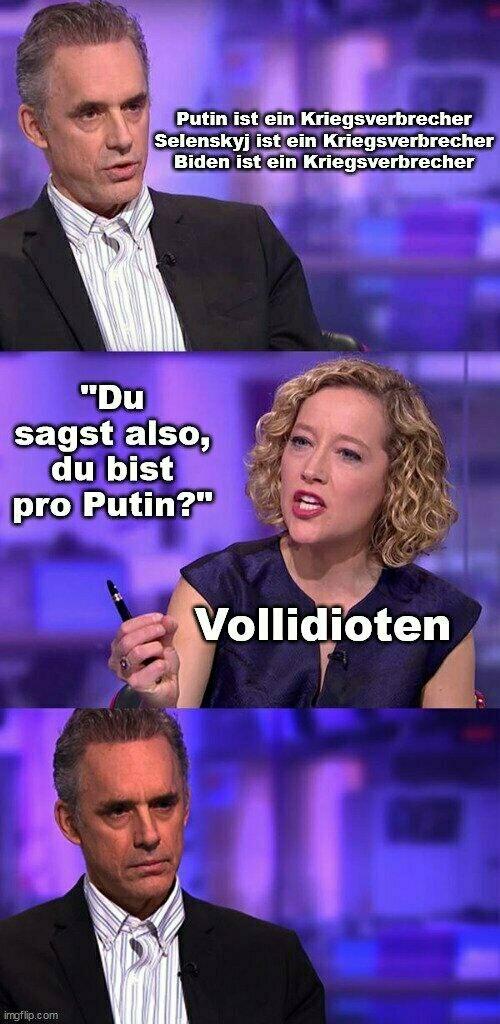 Putin ist ein Kriegsverbrecher
Selenskyj ist ein Kriegsverbrecher
Biden ist ein Kriegsverbrecher
"Du
sagst also,
du bist
pro Putin?"
Vollidioten
imgflip.com